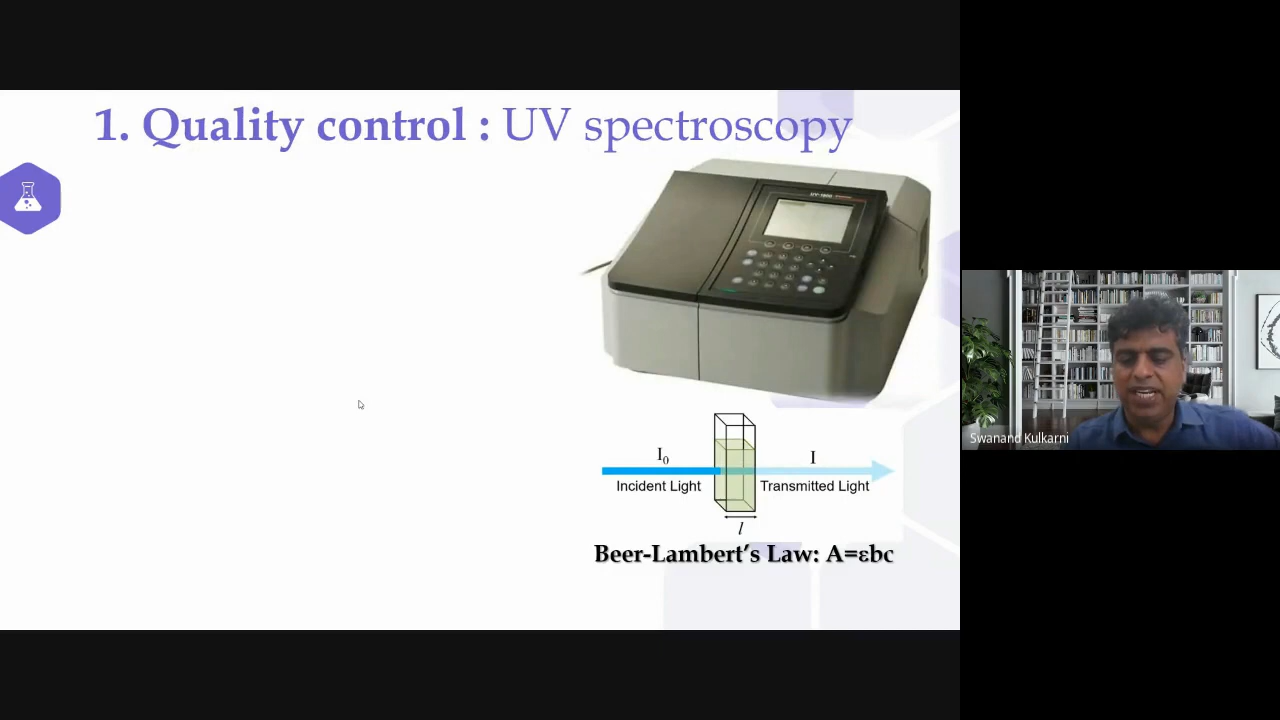 1. Quality control : UV spectroscopy
I0
I
Incident Light
Transmitted Light
l
Beer-Lambert's Law: A=εbc
Swanand Kulkarni